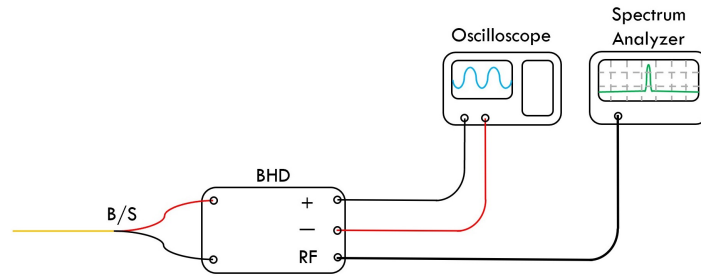 Spectrum
Analyzer
Oscilloscope
BHD
B/S
+
−
RF